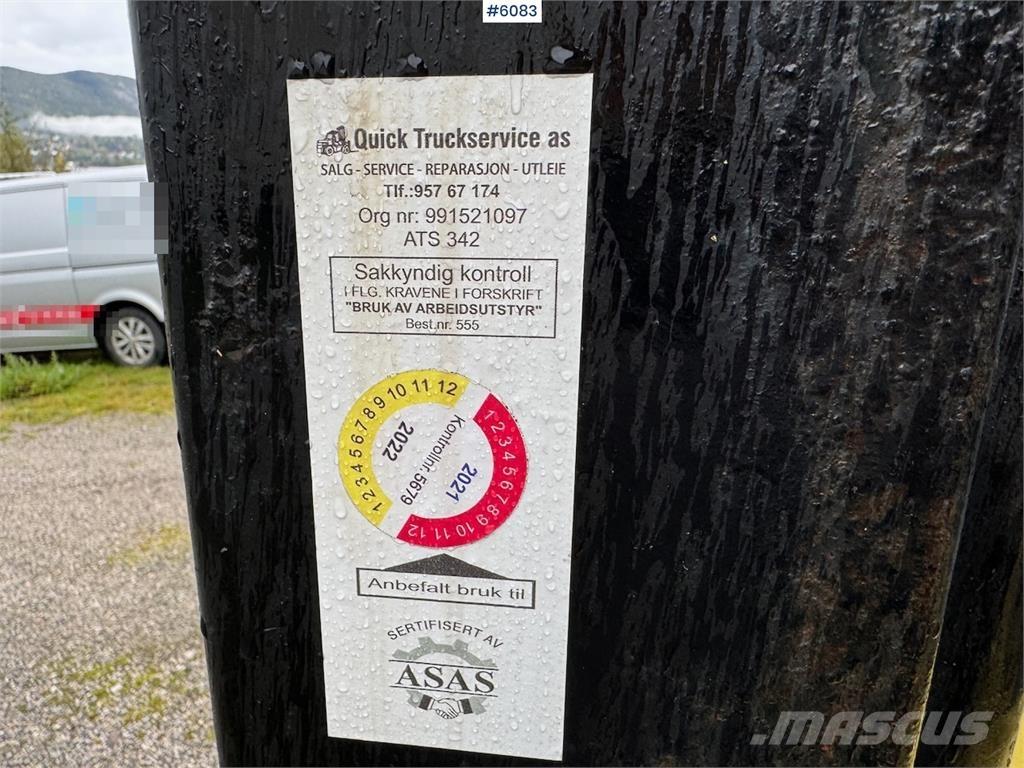 #6083
Quick Truckservice as
SALG - SERVICE - REPARASJON - UTLEIE
Tlf.:957 67 174
Org nr: 991521097
ATS 342
Sakkyndig kontroll
I FLG. KRAVENE I FORSKRIFT
"BRUK AV ARBEIDSUTSTYR"
Best.nr. 555
1 2 3 4 5 6 7 8 9 10 11 12
2022
Kontrollnr. 5679
2021
1 2 3 4 5 6 7 8 9 10 11 12
Anbefalt bruk til
SERTIFISERT AV
ASAS
MASCUS